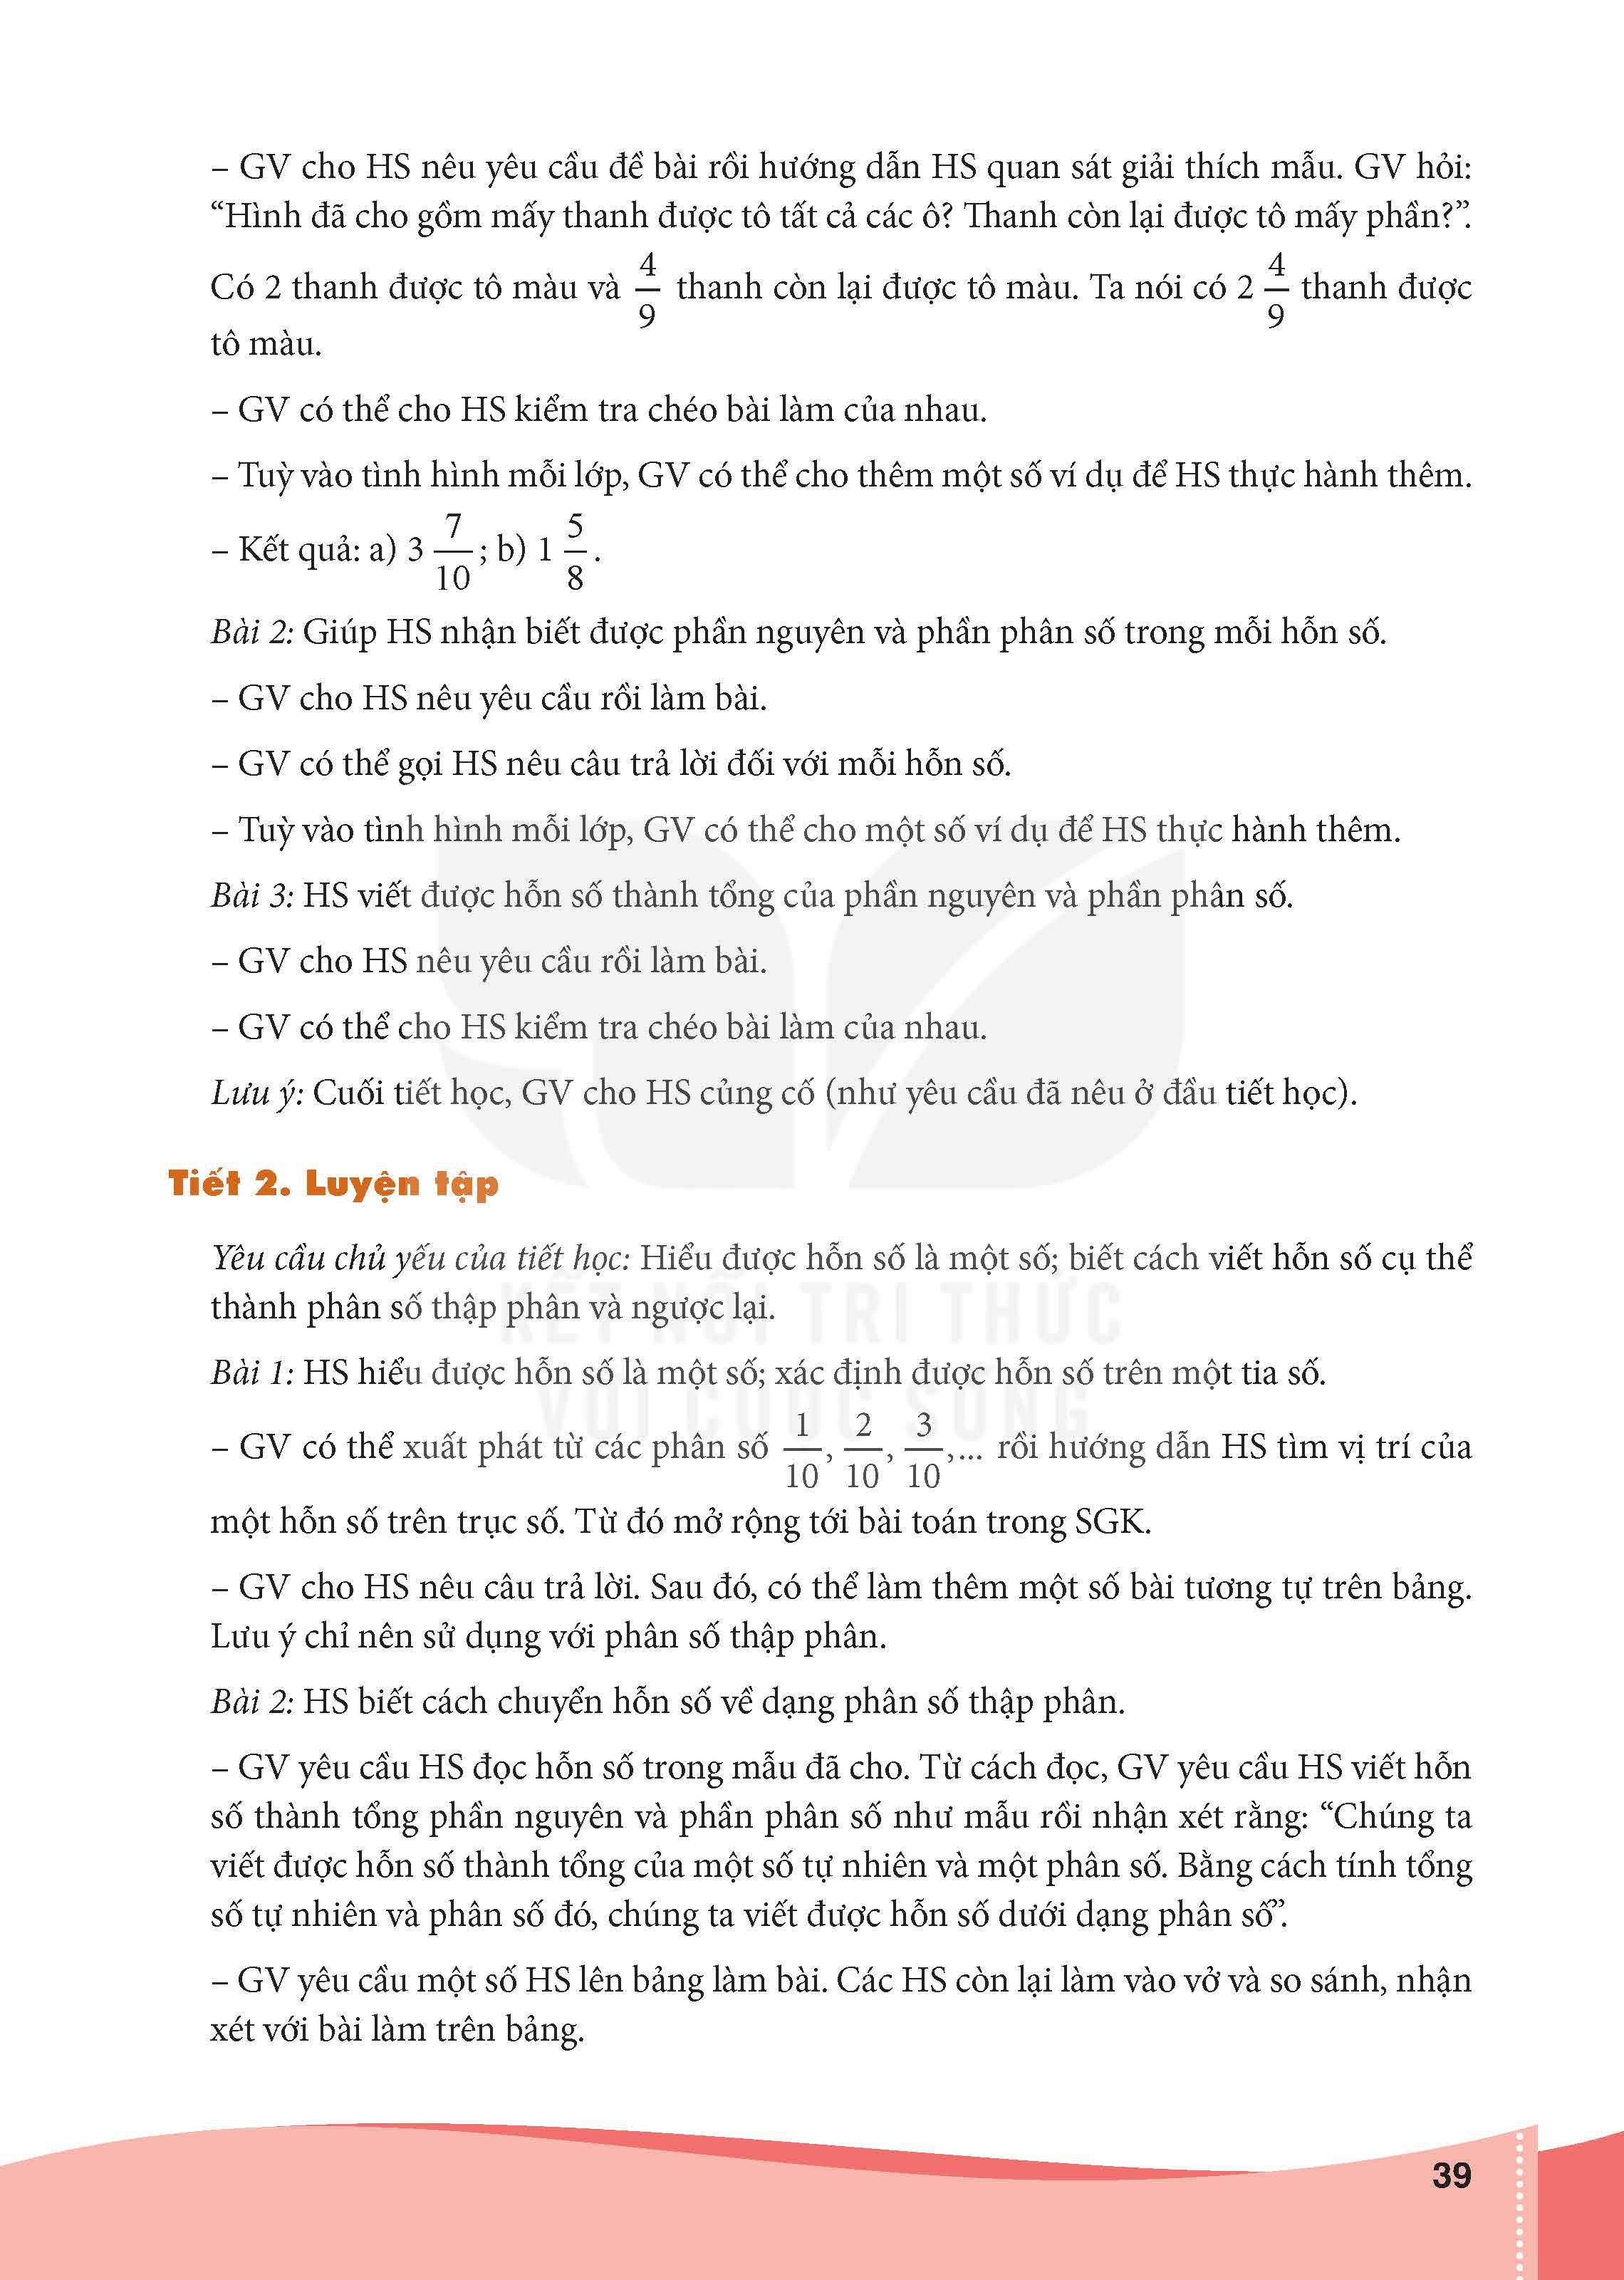 – GV cho HS nêu yêu cầu đề bài rồi hướng dẫn HS quan sát giải thích mẫu. GV hỏi:
“Hình đã cho gồm mấy thanh được tô tất cả các ô? Thanh còn lại được tô mấy phần?”.
Có 2 thanh được tô màu và 4/9 thanh còn lại được tô màu. Ta nói có 2 4/9 thanh được
tô màu.
– GV có thể cho HS kiểm tra chéo bài làm của nhau.
– Tuỳ vào tình hình mỗi lớp, GV có thể cho thêm một số ví dụ để HS thực hành thêm.
– Kết quả: a) 3 7/10; b) 1 5/8.
Bài 2: Giúp HS nhận biết được phần nguyên và phần phân số trong mỗi hỗn số.
– GV cho HS nêu yêu cầu rồi làm bài.
– GV có thể gọi HS nêu câu trả lời đối với mỗi hỗn số.
– Tuỳ vào tình hình mỗi lớp, GV có thể cho một số ví dụ để HS thực hành thêm.
Bài 3: HS viết được hỗn số thành tổng của phần nguyên và phần phân số.
– GV cho HS nêu yêu cầu rồi làm bài.
– GV có thể cho HS kiểm tra chéo bài làm của nhau.
Lưu ý: Cuối tiết học, GV cho HS củng cố (như yêu cầu đã nêu ở đầu tiết học).
Tiết 2. Luyện tập
Yêu cầu chủ yếu của tiết học: Hiểu được hỗn số là một số; biết cách viết hỗn số cụ thể
thành phân số thập phân và ngược lại.
KẾT NỐI TRI THỨC
Bài 1: HS hiểu được hỗn số là một số; xác định được hỗn số trên một tia số.
VỚI CUỘC SỐNG
– GV có thể xuất phát từ các phân số 1/10, 2/10, 3/10,... rồi hướng dẫn HS tìm vị trí của
một hỗn số trên trục số. Từ đó mở rộng tới bài toán trong SGK.
– GV cho HS nêu câu trả lời. Sau đó, có thể làm thêm một số bài tương tự trên bảng.
Lưu ý chỉ nên sử dụng với phân số thập phân.
Bài 2: HS biết cách chuyển hỗn số về dạng phân số thập phân.
– GV yêu cầu HS đọc hỗn số trong mẫu đã cho. Từ cách đọc, GV yêu cầu HS viết hỗn
số thành tổng phần nguyên và phần phân số như mẫu rồi nhận xét rằng: “Chúng ta
viết được hỗn số thành tổng của một số tự nhiên và một phân số. Bằng cách tính tổng
số tự nhiên và phân số đó, chúng ta viết được hỗn số dưới dạng phân số”.
– GV yêu cầu một số HS lên bảng làm bài. Các HS còn lại làm vào vở và so sánh, nhận
xét với bài làm trên bảng.
39